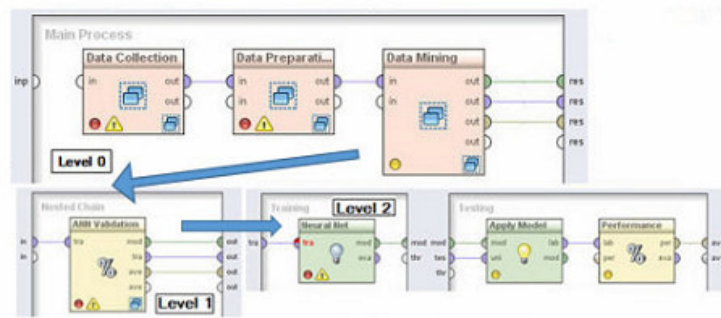 Main Process
Data Collection
Data Preparati...
Data Mining
inp
in
out
in
out
in
out
res
out
in
out
in
out
res
out
res
out
res
Level 0
Nested Chain
ANN Validation
in
tra
mod
out
in
tra
out
ave
out
ave
out
Level 1
Training
Level 2
Neural Net
tra
tra
mod
mod
exa
thr
Testing
Apply Model
Performance
mod
mod
lab
lab
per
tes
unl
mod
per
exa
thr